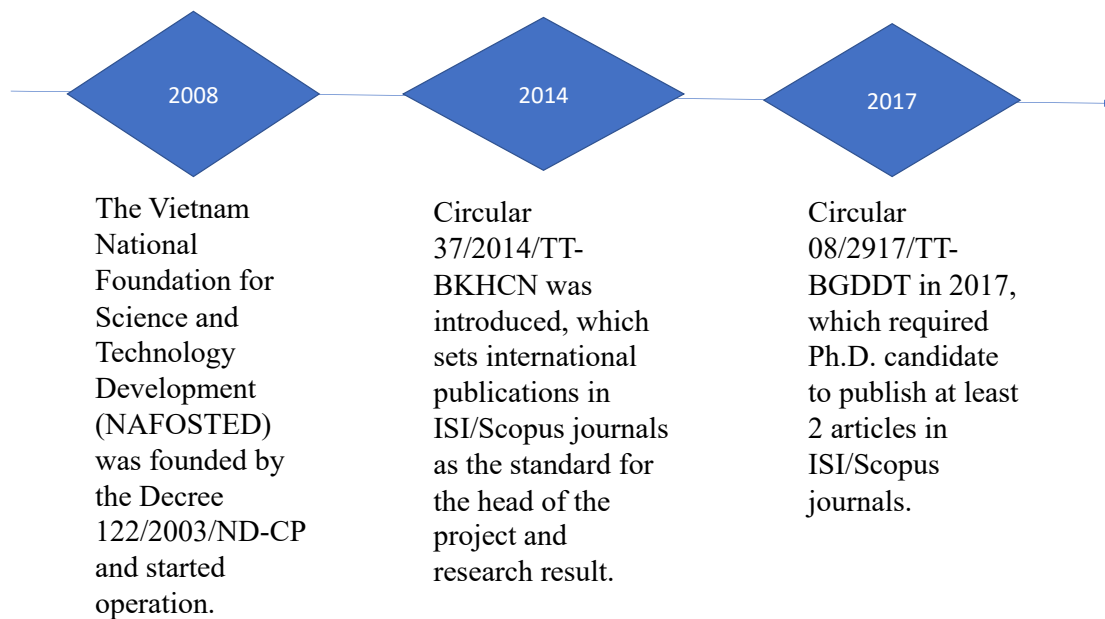 2008
The Vietnam
National
Foundation for
Science and
Technology
Development
(NAFOSTED)
was founded by
the Decree
122/2003/ND-CP
and started
operation.
2014
Circular
37/2014/TT-
BKHCN was
introduced, which
sets international
publications in
ISI/Scopus journals
as the standard for
the head of the
project and
research result.
2017
Circular
08/2917/TT-
BGDDT in 2017,
which required
Ph.D. candidate
to publish at least
2 articles in
ISI/Scopus
journals.